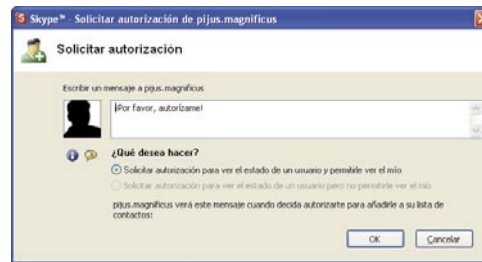 Skype™ - Solicitar autorización de pijus.magnificus
Solicitar autorización
Escribir un mensaje a pijus.magnificus
¡Por favor, autorízame!
¿Qué desea hacer?
Solicitar autorización para ver el estado de un usuario y permitirle ver el mío
Solicitar autorización para ver el estado de un usuario pero no permitirle ver el mío
pijus.magnificus verá este mensaje cuando decida autorizarte para añadirle a su lista de
contactos:
OK Cancelar